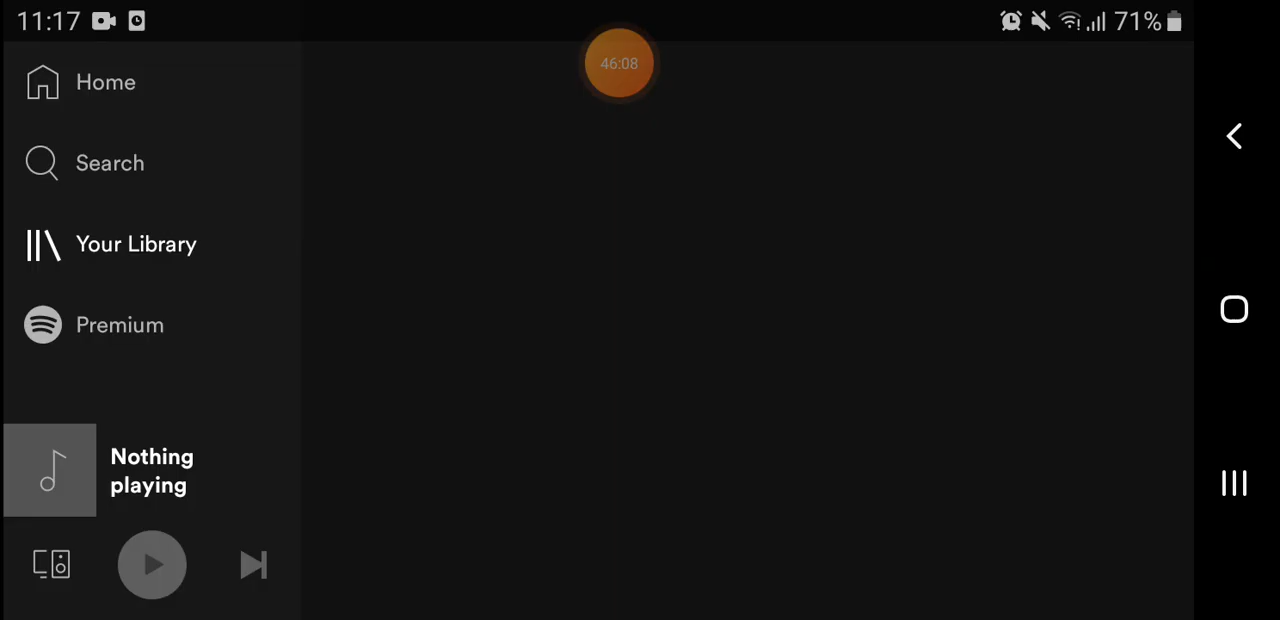 11:17
71%
46:08
Home
Search
Your Library
Premium
Nothing
playing